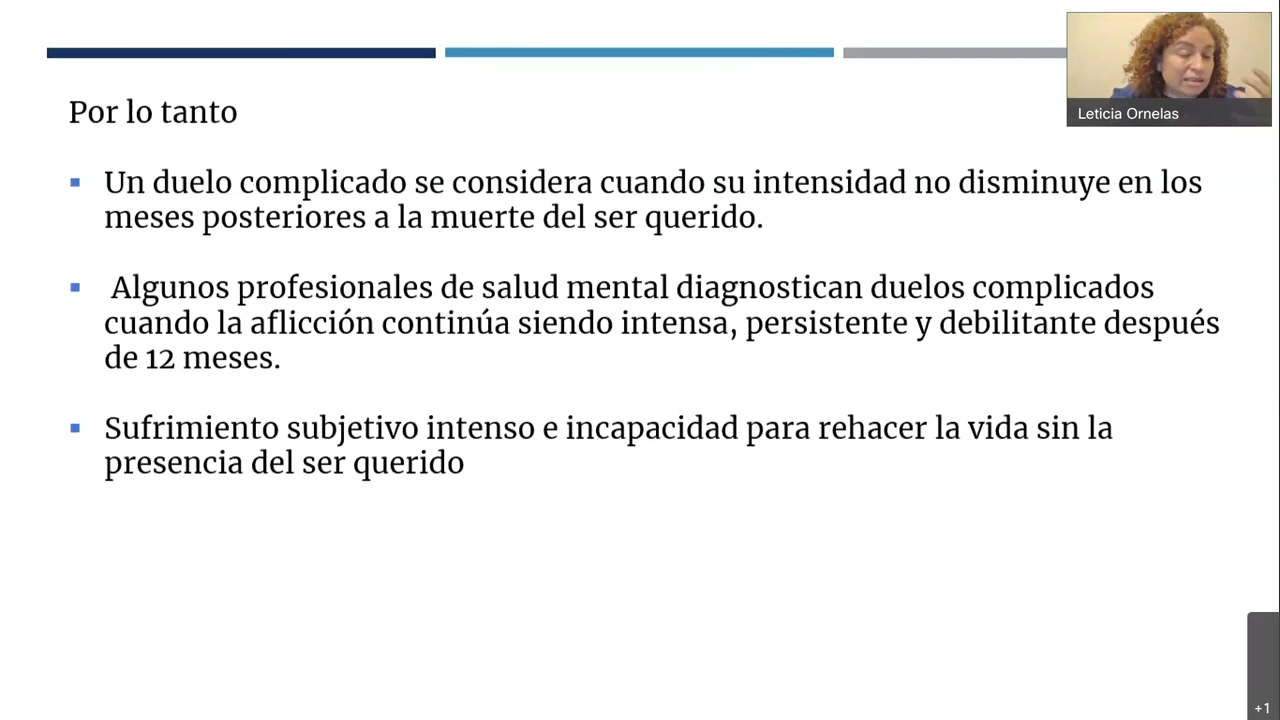 Leticia Ornelas
Por lo tanto
▪ Un duelo complicado se considera cuando su intensidad no disminuye en los
meses posteriores a la muerte del ser querido.
▪ Algunos profesionales de salud mental diagnostican duelos complicados
cuando la aflicción continúa siendo intensa, persistente y debilitante después
de 12 meses.
▪ Sufrimiento subjetivo intenso e incapacidad para rehacer la vida sin la
presencia del ser querido
+1